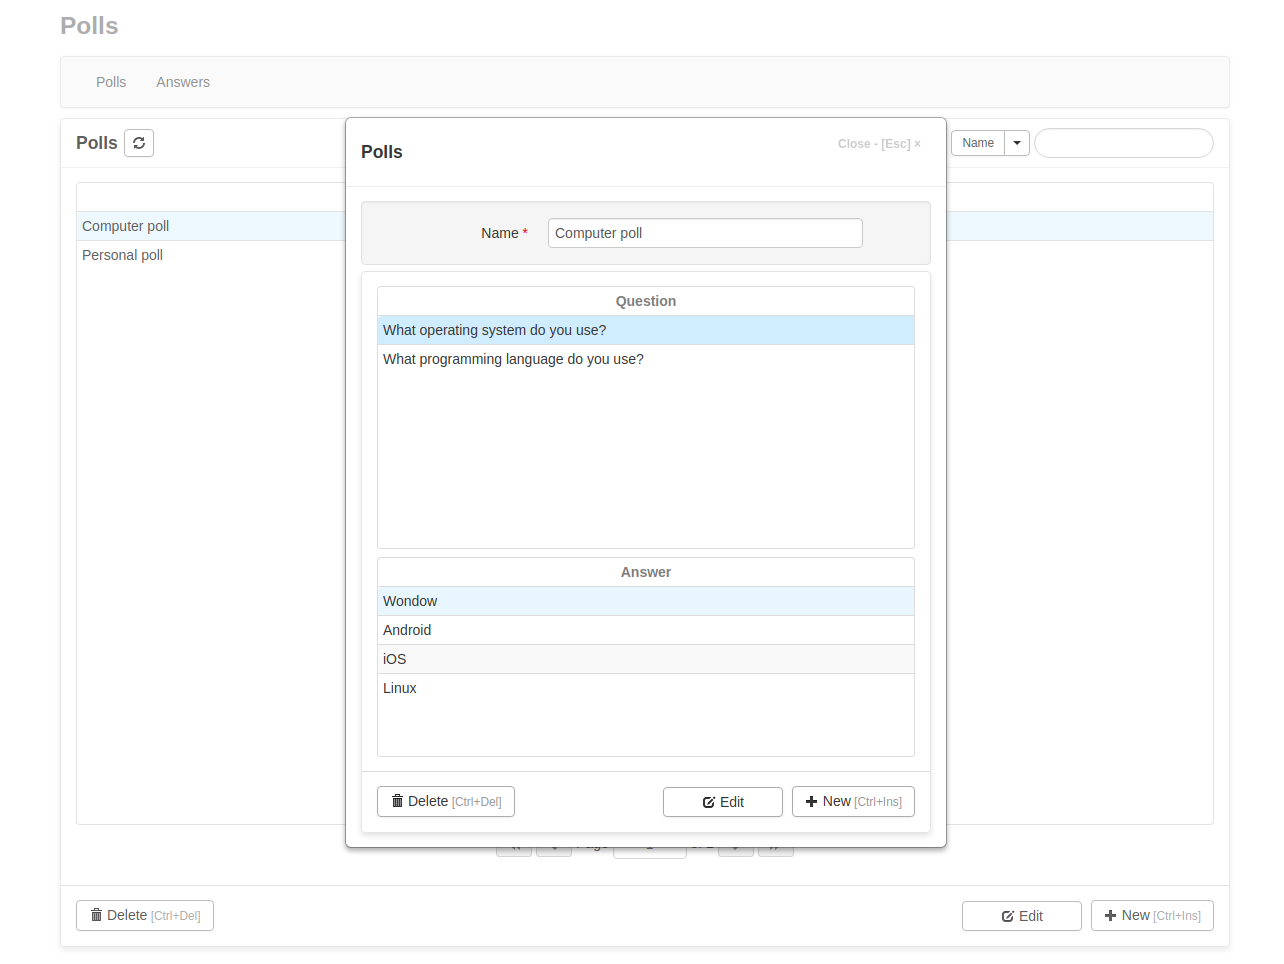 Polls
Polls Answers
Polls
Name
Polls
Close - [Esc] ×
Name * Computer poll
Computer poll
Personal poll
Question
What operating system do you use?
What programming language do you use?
Answer
Wondow
Android
iOS
Linux
Delete [Ctrl+Del] Edit New [Ctrl+Ins]
Delete [Ctrl+Del] Edit New [Ctrl+Ins]